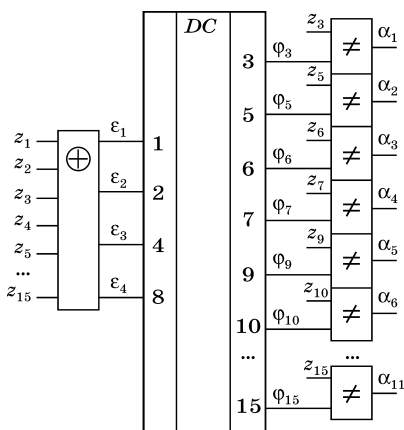 DC
z₁
z₂
z₃
z₄
z₅
...
z₁₅
⊕
ε₁
ε₂
ε₃
ε₄
1
2
4
8
3
5
6
7
9
10
...
15
φ₃
φ₅
φ₆
φ₇
φ₉
φ₁₀
φ₁₅
z₃
z₅
z₆
z₇
z₉
z₁₀
z₁₅
≠
≠
≠
≠
≠
≠
...
≠
α₁
α₂
α₃
α₄
α₅
α₆
α₁₁